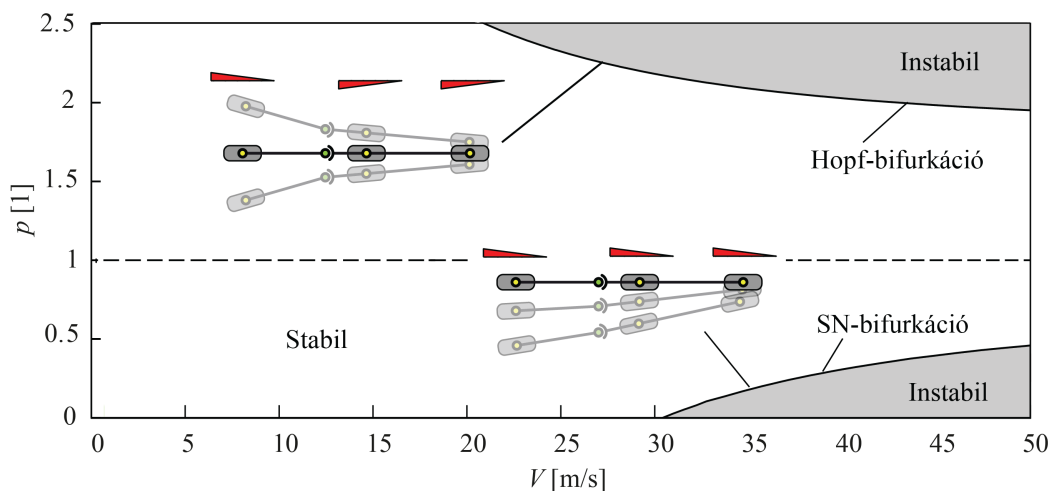 2.5
2
1.5
1
0.5
0
p [1]
Instabil
Hopf-bifurkáció
Stabil
SN-bifurkáció
Instabil
0 5 10 15 20 25 30 35 40 45 50
V [m/s]